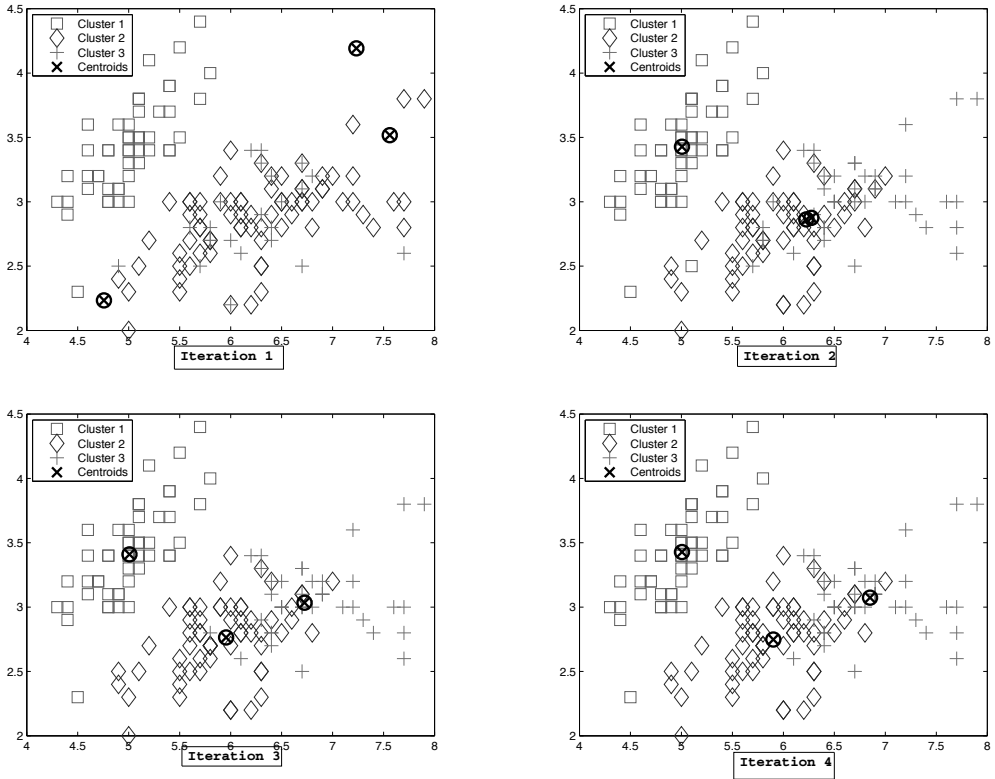 4.5
4
3.5
3
2.5
2
4 4.5 5 5.5 6 6.5 7 7.5 8
Cluster 1
Cluster 2
Cluster 3
Centroids
Iteration 1
4.5
4
3.5
3
2.5
2
4 4.5 5 5.5 6 6.5 7 7.5 8
Cluster 1
Cluster 2
Cluster 3
Centroids
Iteration 2
4.5
4
3.5
3
2.5
2
4 4.5 5 5.5 6 6.5 7 7.5 8
Cluster 1
Cluster 2
Cluster 3
Centroids
Iteration 3
4.5
4
3.5
3
2.5
2
4 4.5 5 5.5 6 6.5 7 7.5 8
Cluster 1
Cluster 2
Cluster 3
Centroids
Iteration 4